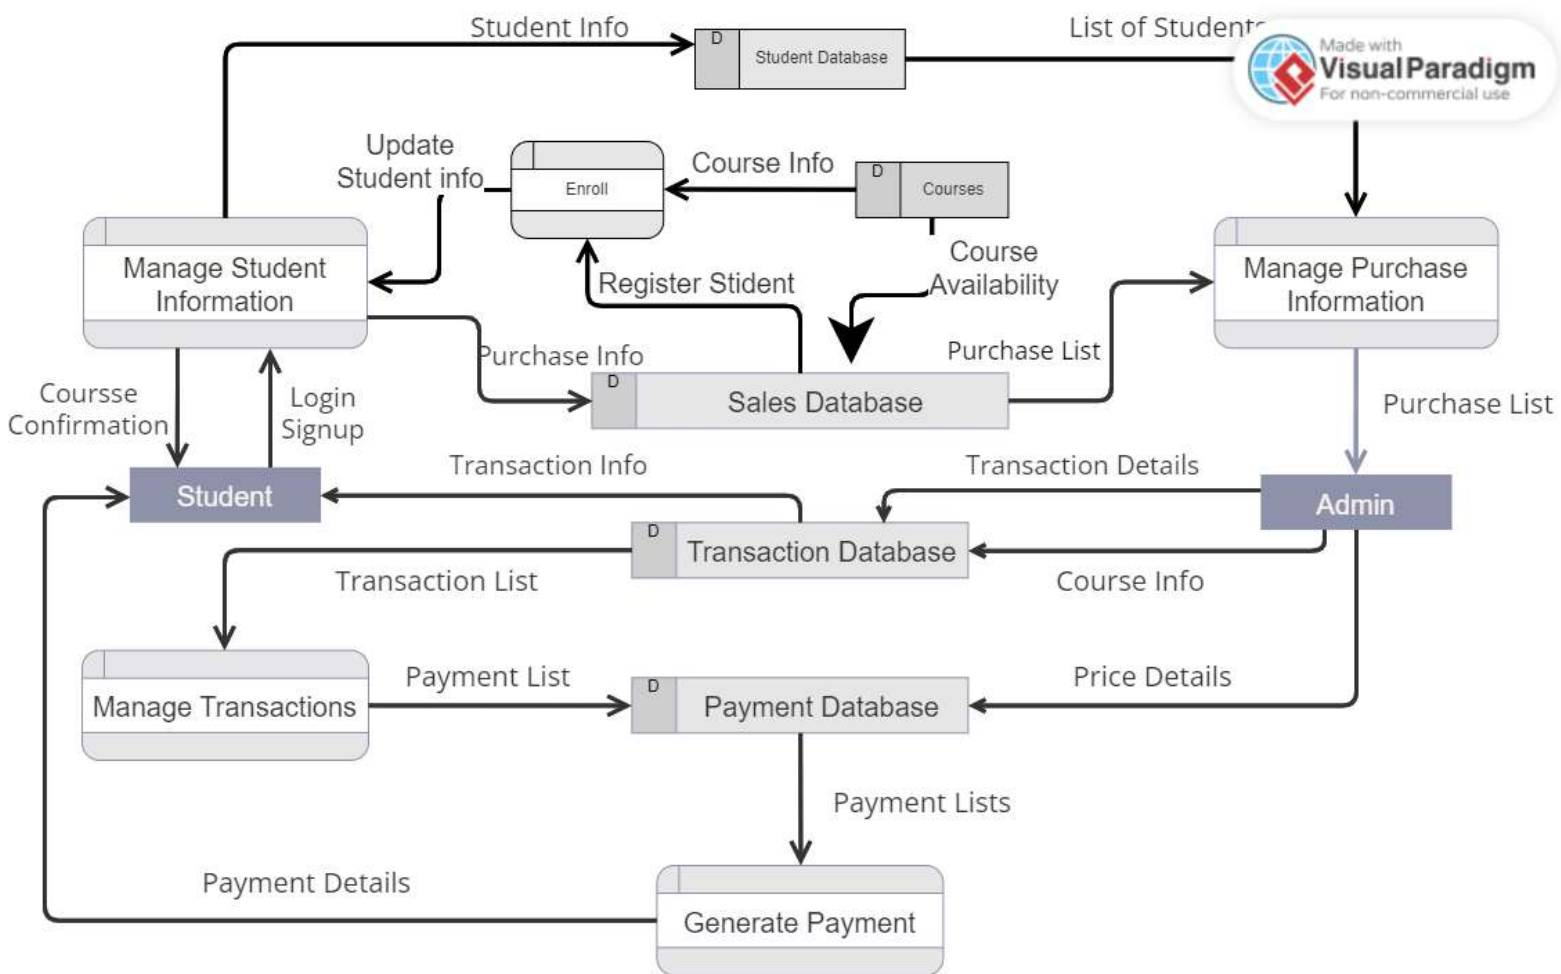 Student Info
List of Students
Made with
Visual Paradigm
For non-commercial use
D
Student Database
Update
Student info
Enroll
Course Info
D
Courses
Course
Availability
Register Stident
Manage Student
Information
Manage Purchase
Information
Purchase Info
Purchase List
D
Sales Database
Coursse
Confirmation
Login
Signup
Purchase List
Transaction Info
Transaction Details
Student
Admin
D
Transaction Database
Transaction List
Course Info
Payment List
Price Details
Manage Transactions
D
Payment Database
Payment Lists
Payment Details
Generate Payment